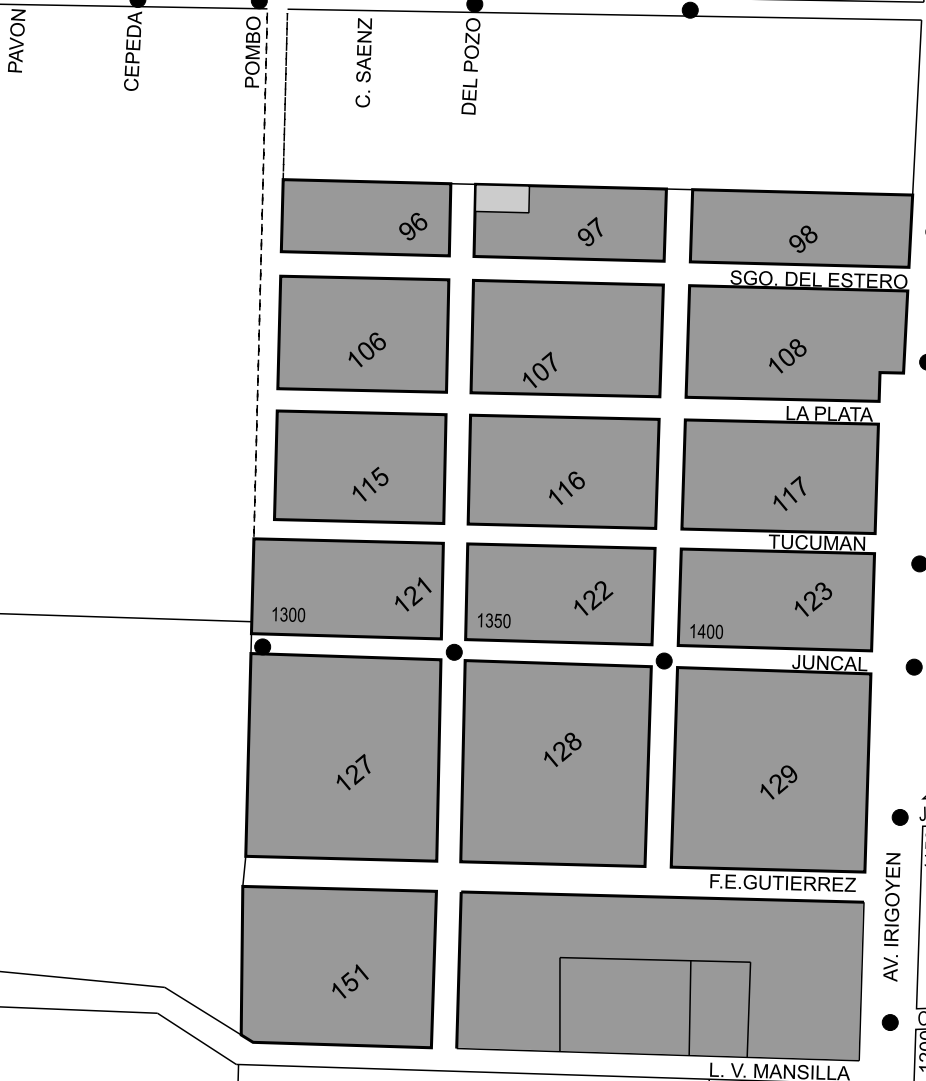 PAVON
CEPEDA
POMBO
C. SAENZ
DEL POZO
96
97
98
SGO. DEL ESTERO
106
107
108
LA PLATA
115
116
117
TUCUMAN
121
122
123
1300
1350
1400
JUNCAL
127
128
129
F.E.GUTIERREZ
AV. IRIGOYEN
151
L. V. MANSILLA